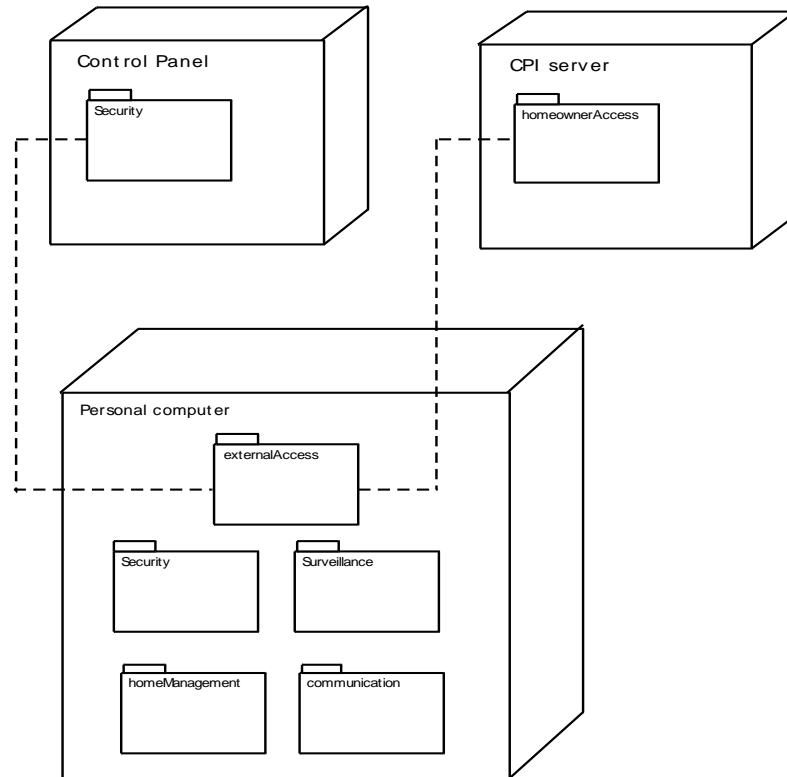 Control Panel
Security
CPI server
homeownerAccess
Personal computer
externalAccess
Security
Surveillance
homeManagement
communication